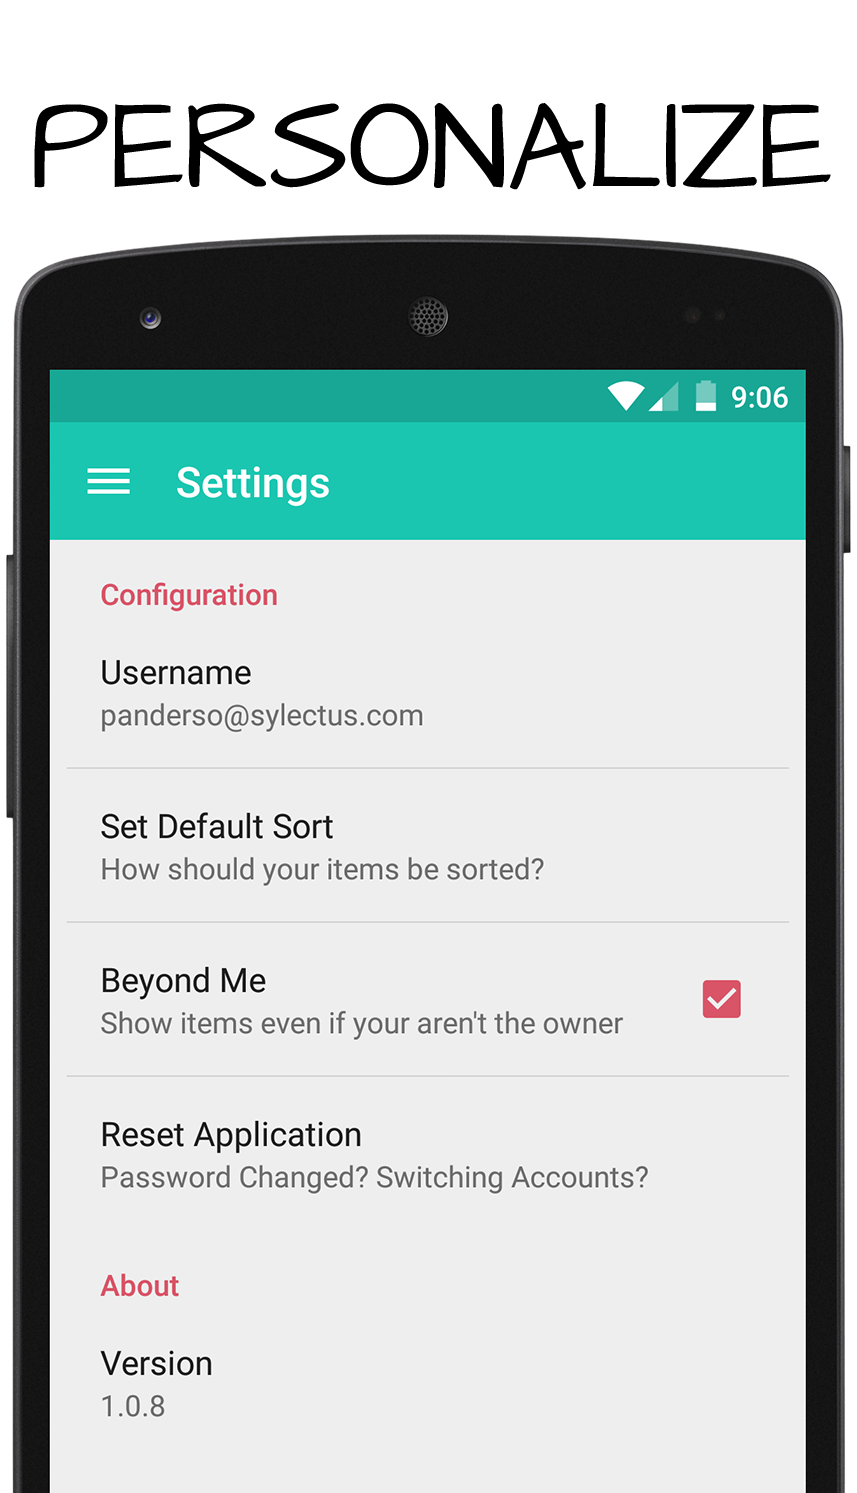 PERSONALIZE
9:06
Settings
Configuration
Username
panderso@sylectus.com
Set Default Sort
How should your items be sorted?
Beyond Me
Show items even if your aren't the owner
Reset Application
Password Changed? Switching Accounts?
About
Version
1.0.8